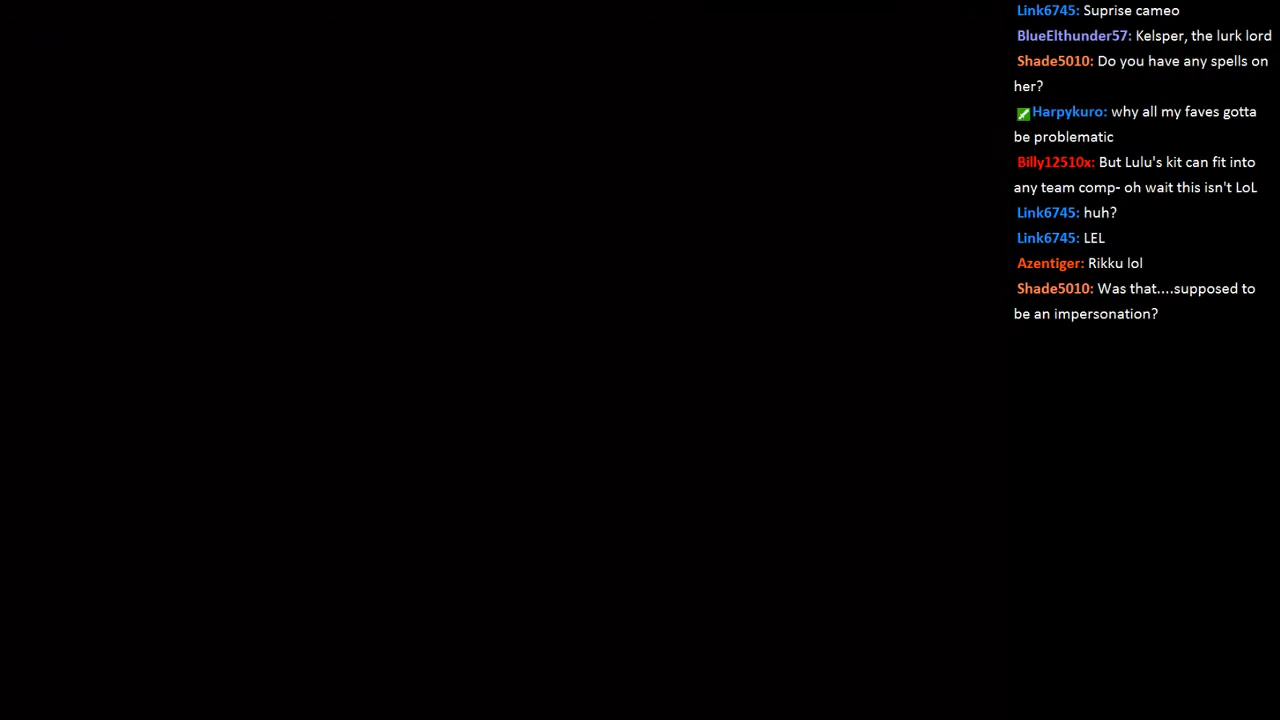 Link6745: Suprise cameo
BlueElthunder57: Kelsper, the lurk lord
Shade5010: Do you have any spells on
her?
Harpykuro: why all my faves gotta
be problematic
Billy12510x: But Lulu's kit can fit into
any team comp- oh wait this isn't LoL
Link6745: huh?
Link6745: LEL
Azentiger: Rikku lol
Shade5010: Was that....supposed to
be an impersonation?